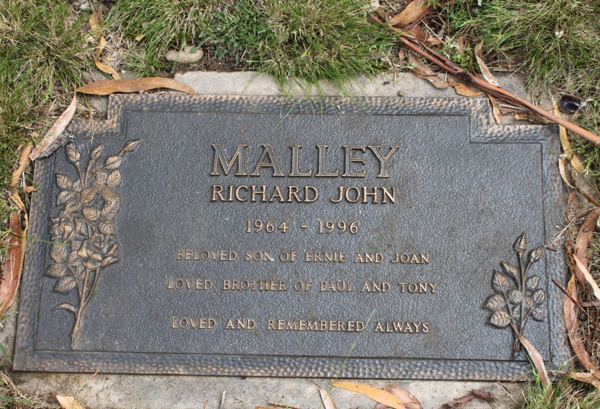 MALLEY
RICHARD JOHN
1964 - 1996
BELOVED SON OF ERNIE AND JOAN
LOVED BROTHER OF PAUL AND TONY
LOVED AND REMEMBERED ALWAYS